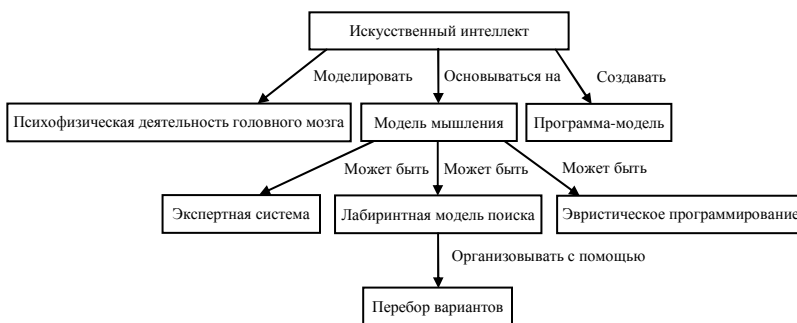 Искусственный интеллект
Моделировать
Основываться на
Создавать
Психофизическая деятельность головного мозга
Модель мышления
Программа-модель
Может быть
Может быть
Может быть
Экспертная система
Лабиринтная модель поиска
Эвристическое программирование
Организовывать с помощью
Перебор вариантов